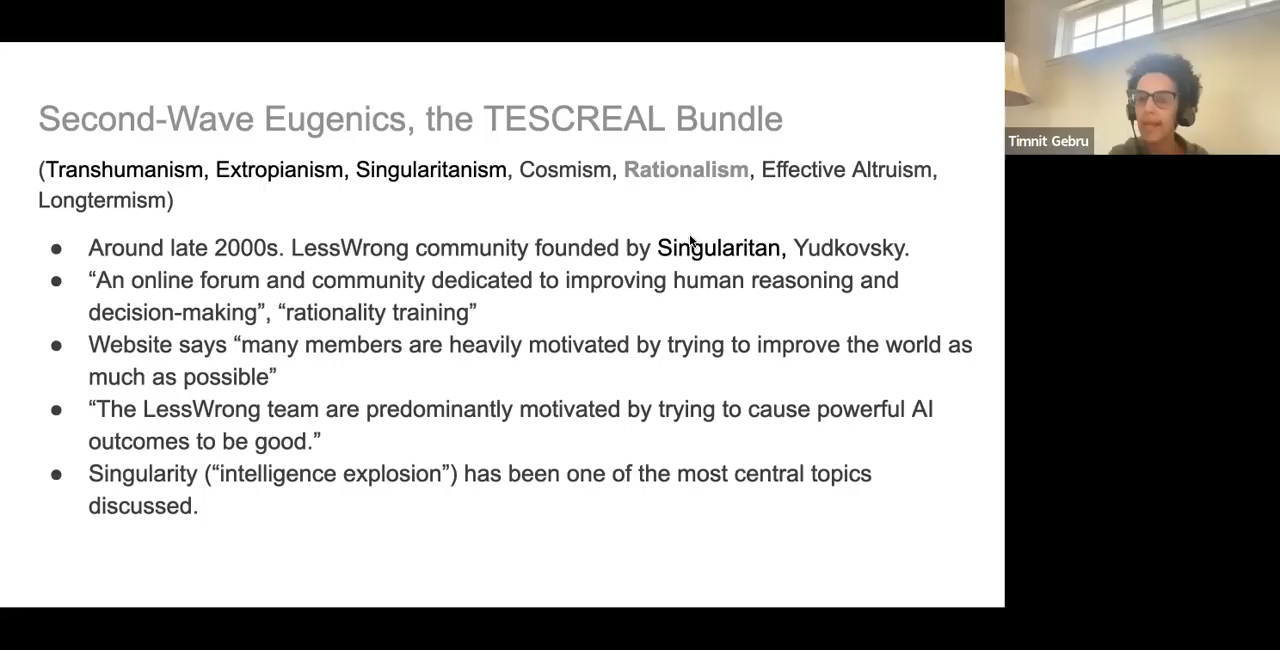 Second-Wave Eugenics, the TESCREAL Bundle
(Transhumanism, Extropianism, Singularitanism, Cosmism, Rationalism, Effective Altruism,
Longtermism)
● Around late 2000s. LessWrong community founded by Singularitan, Yudkovsky.
● “An online forum and community dedicated to improving human reasoning and
decision-making”, “rationality training”
● Website says “many members are heavily motivated by trying to improve the world as
much as possible”
● “The LessWrong team are predominantly motivated by trying to cause powerful AI
outcomes to be good.”
● Singularity (“intelligence explosion”) has been one of the most central topics
discussed.
Timnit Gebru